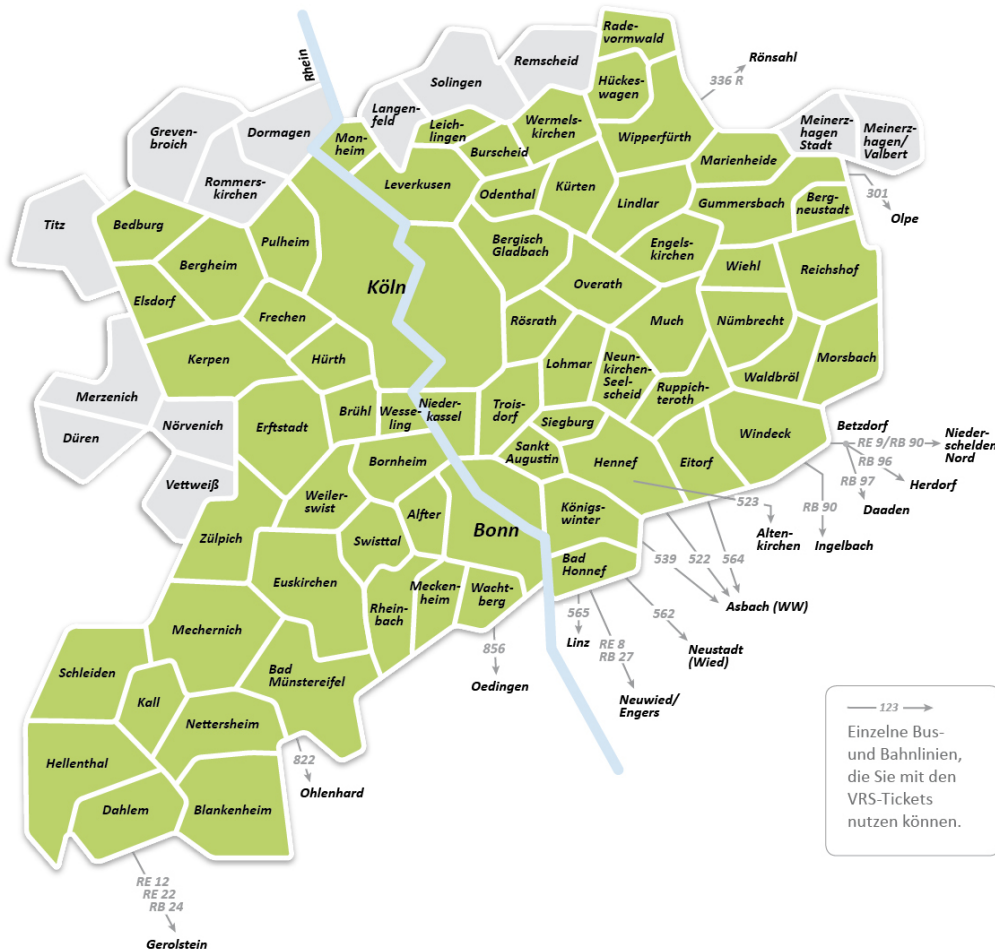 Rade-
vormwald
Rönsahl
336 R
Rhein
Remscheid
Solingen
Hückes-
wagen
Langen-
feld
Leich-
lingen
Wermels-
kirchen
Wipperfürth
Meinerz-
hagen
Stadt
Meinerz-
hagen/
Valbert
Greven-
broich
Dormagen
Mon-
heim
Burscheid
Marienheide
Rommers-
kirchen
Leverkusen
Odenthal
Kürten
Lindlar
Gummersbach
Berg-
neustadt
301
Olpe
Titz
Bedburg
Pulheim
Bergheim
Bergisch
Gladbach
Engels-
kirchen
Wiehl
Reichshof
Elsdorf
Köln
Overath
Frechen
Rösrath
Much
Nümbrecht
Kerpen
Hürth
Lohmar
Neun-
kirchen-
Seel-
scheid
Morsbach
Merzenich
Waldbröl
Ruppich-
teroth
Düren
Nörvenich
Erftstadt
Brühl
Wesse-
ling
Nieder-
kassel
Trois-
dorf
Siegburg
Windeck
Betzdorf
RE 9/RB 90
Nieder-
schelden
Nord
RB 96
Herdorf
RB 97
Daaden
Vettweiß
Bornheim
Sankt
Augustin
Hennef
Eitorf
RB 90
Ingelbach
Weiler-
swist
Alfter
Königs-
winter
523
Alten-
kirchen
Zülpich
Swisttal
Bonn
539
522
564
Asbach (WW)
Euskirchen
Bad
Honnef
Rhein-
bach
Mecken-
heim
Wacht-
berg
565
Linz
562
Neustadt
(Wied)
Mechernich
856
Oedingen
RE 8
RB 27
Neuwied/
Engers
Schleiden
Bad
Münstereifel
Kall
Nettersheim
822
Ohlenhard
Hellenthal
Dahlem
Blankenheim
RE 12
RE 22
RB 24
Gerolstein
123
Einzelne Bus-
und Bahnlinien,
die Sie mit den
VRS-Tickets
nutzen können.